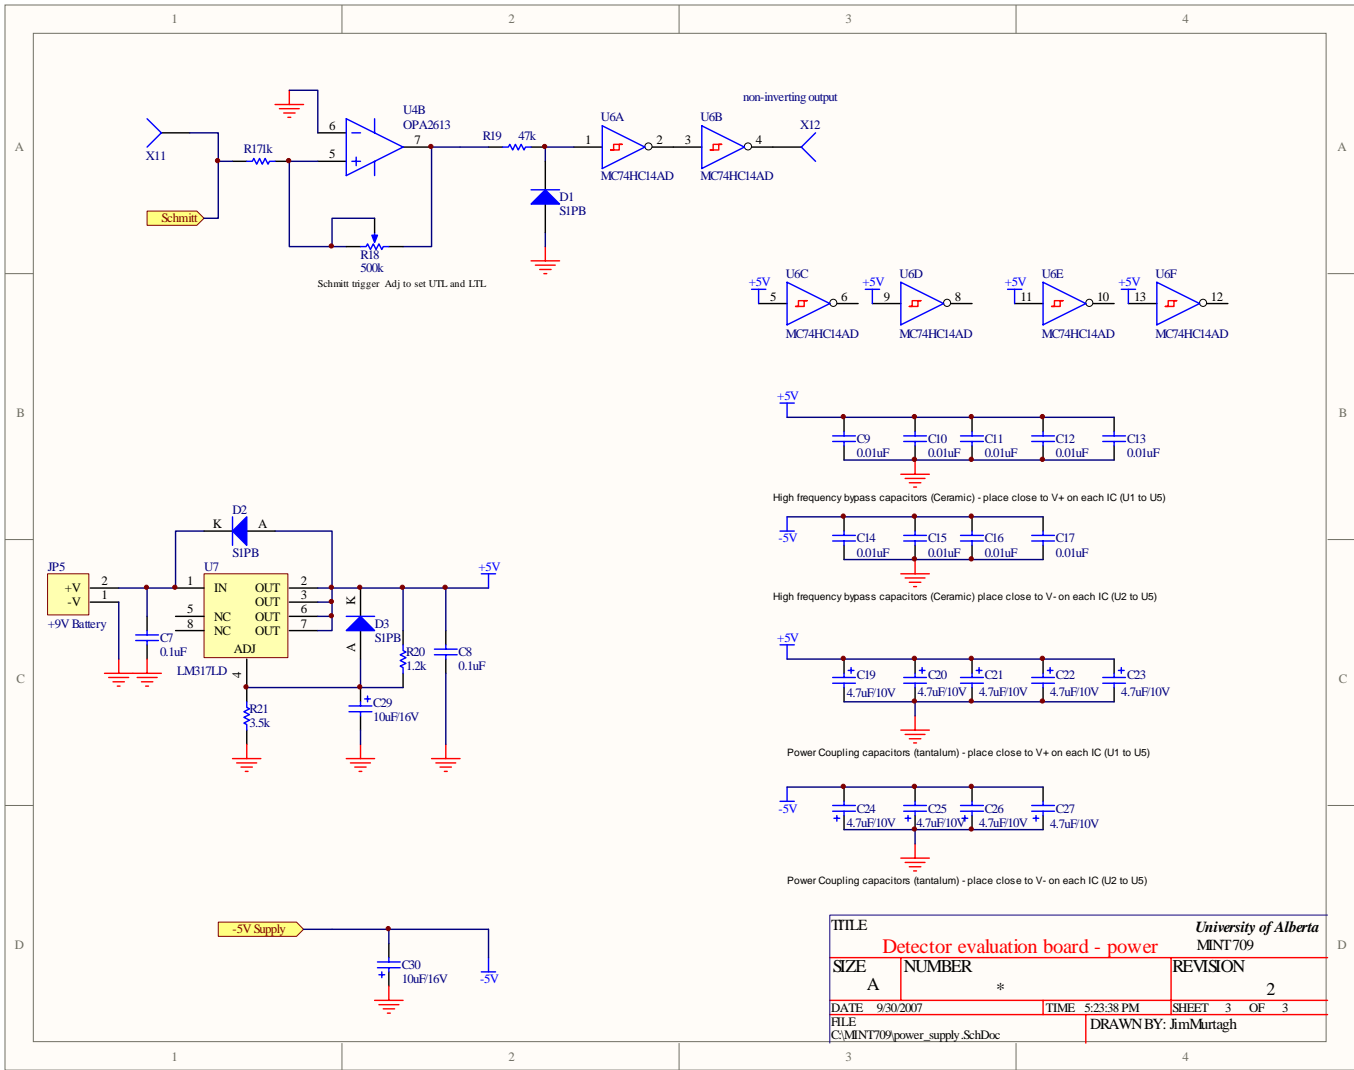 1 2 3 4
A A
B B
C C
D D
1 2 3 4
non-inverting output
X11
Schmitt
R17 1k
6
5
7
U4B
OPA2613
R18
500k
Schmitt trigger Adj to set UTL and LTL
R19 47k
D1
S1PB
1 U6A 2
MC74HC14AD
3 U6B 4
MC74HC14AD
X12
+5V 5 U6C 6
MC74HC14AD
+5V 9 U6D 8
MC74HC14AD
+5V 11 U6E 10
MC74HC14AD
+5V 13 U6F 12
MC74HC14AD
+5V
C9 C10 C11 C12 C13
0.01uF 0.01uF 0.01uF 0.01uF 0.01uF
High frequency bypass capacitors (Ceramic) - place close to V+ on each IC (U1 to U5)
-5V
C14 C15 C16 C17
0.01uF 0.01uF 0.01uF 0.01uF
High frequency bypass capacitors (Ceramic) place close to V- on each IC (U2 to U5)
+5V
+ + + + +
C19 C20 C21 C22 C23
4.7uF/10V 4.7uF/10V 4.7uF/10V 4.7uF/10V 4.7uF/10V
Power Coupling capacitors (tantalum) - place close to V+ on each IC (U1 to U5)
-5V
C24 C25 C26 C27
+ + + +
4.7uF/10V 4.7uF/10V 4.7uF/10V 4.7uF/10V
Power Coupling capacitors (tantalum) - place close to V- on each IC (U2 to U5)
D2
K A
S1PB
JP5
+V 2
-V 1
+9V Battery
C7
0.1uF
U7
1 IN OUT 2
OUT 3
5 NC OUT 6
8 NC OUT 7
ADJ
4
LM317LD
R21
3.5k
K
D3
S1PB
A
+ C29
10uF/16V
R20
1.2k
C8
0.1uF
+5V
-5V Supply
C30
+ 10uF/16V
-5V
TITLE University of Alberta
Detector evaluation board - power MINT709
SIZE NUMBER REVISION
A * 2
DATE 9/30/2007 TIME 5:23:38 PM SHEET 3 OF 3
FILE DRAWN BY: Jim Murtagh
C:\MINT709\power_supply.SchDoc